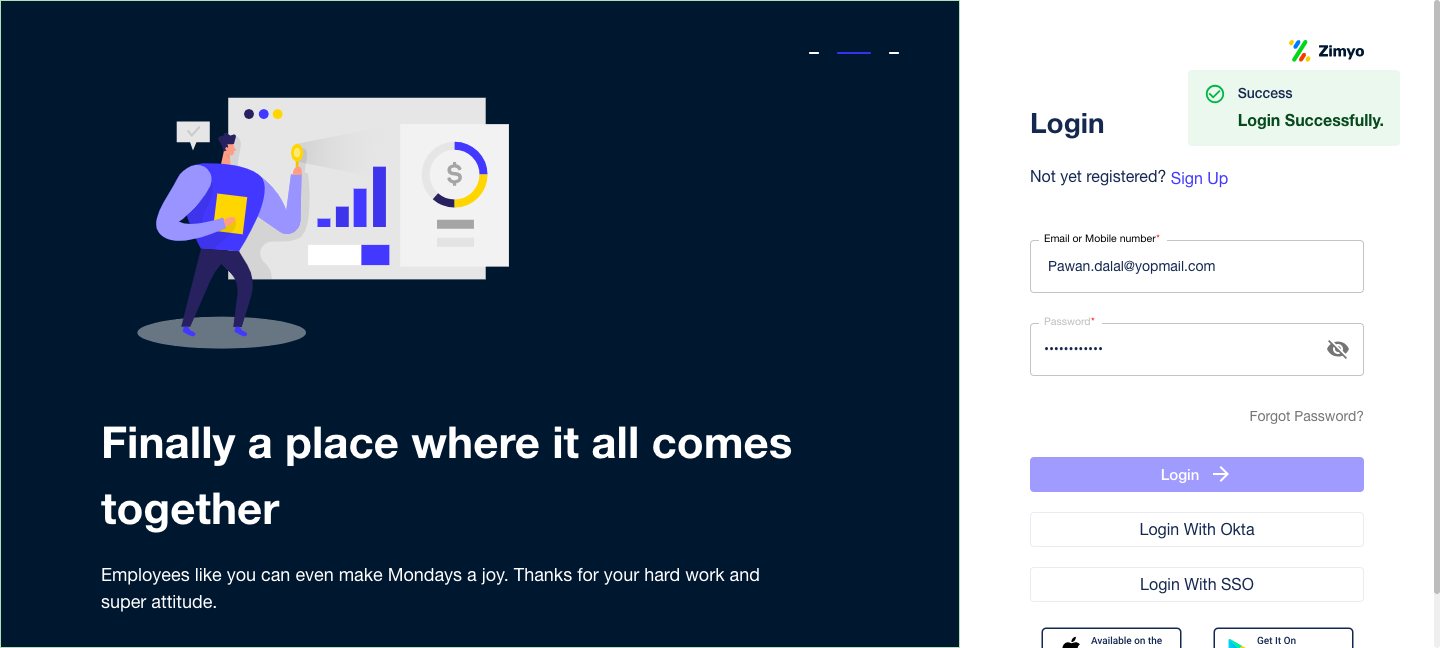 Finally a place where it all comes
together
Employees like you can even make Mondays a joy. Thanks for your hard work and
super attitude.
$
Zimyo
Success
Login Successfully.
Login
Not yet registered? Sign Up
Email or Mobile number*
Pawan.dalal@yopmail.com
Password*
••••••••••••
Forgot Password?
Login
Login With Okta
Login With SSO
Available on the
Get It On